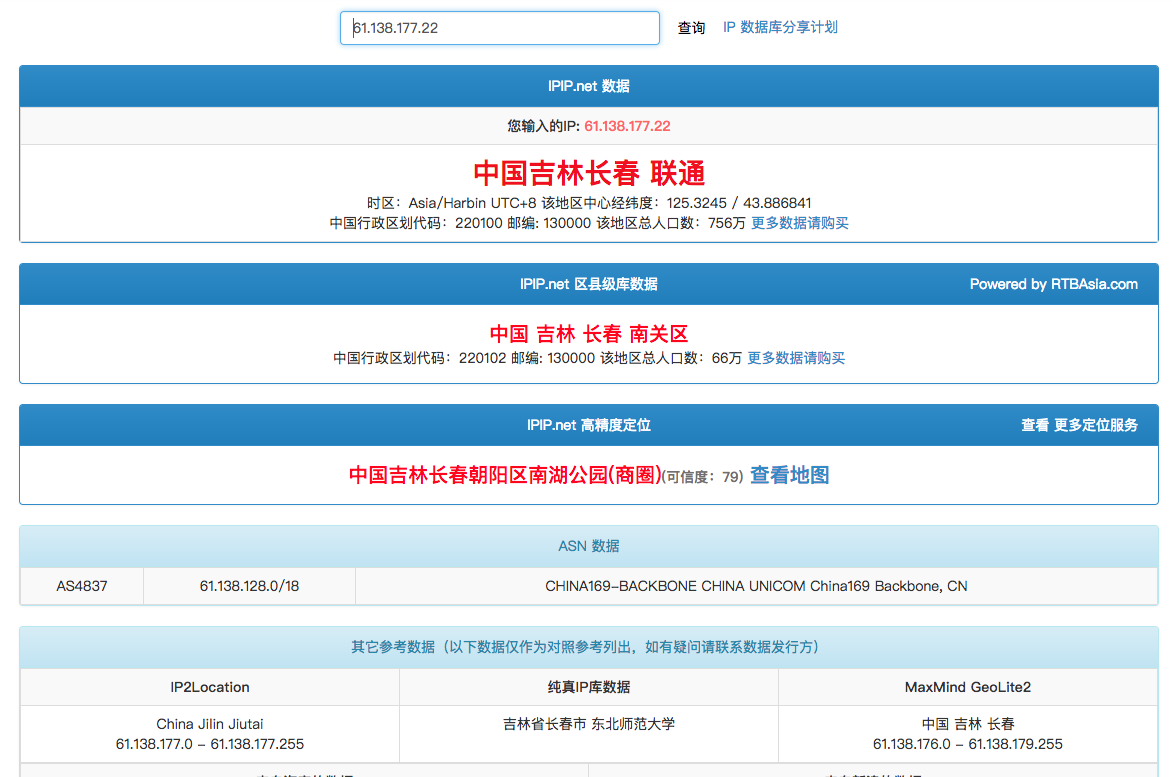 61.138.177.22 查询 IP 数据库分享计划
IPIP.net 数据
您输入的IP: 61.138.177.22
中国吉林长春 联通
时区：Asia/Harbin UTC+8 该地区中心经纬度：125.3245 / 43.886841
中国行政区划代码：220100 邮编: 130000 该地区总人口数：756万 更多数据请购买
IPIP.net 区县级库数据 Powered by RTBAsia.com
中国 吉林 长春 南关区
中国行政区划代码：220102 邮编: 130000 该地区总人口数：66万 更多数据请购买
IPIP.net 高精度定位 查看 更多定位服务
中国吉林长春朝阳区南湖公园(商圈)(可信度：79) 查看地图
ASN 数据
AS4837 61.138.128.0/18 CHINA169-BACKBONE CHINA UNICOM China169 Backbone, CN
其它参考数据（以下数据仅作为对照参考列出，如有疑问请联系数据发行方）
IP2Location 纯真IP库数据 MaxMind GeoLite2
China Jilin Jiutai 吉林省长春市 东北师范大学 中国 吉林 长春
61.138.177.0 – 61.138.177.255 61.138.176.0 – 61.138.179.255